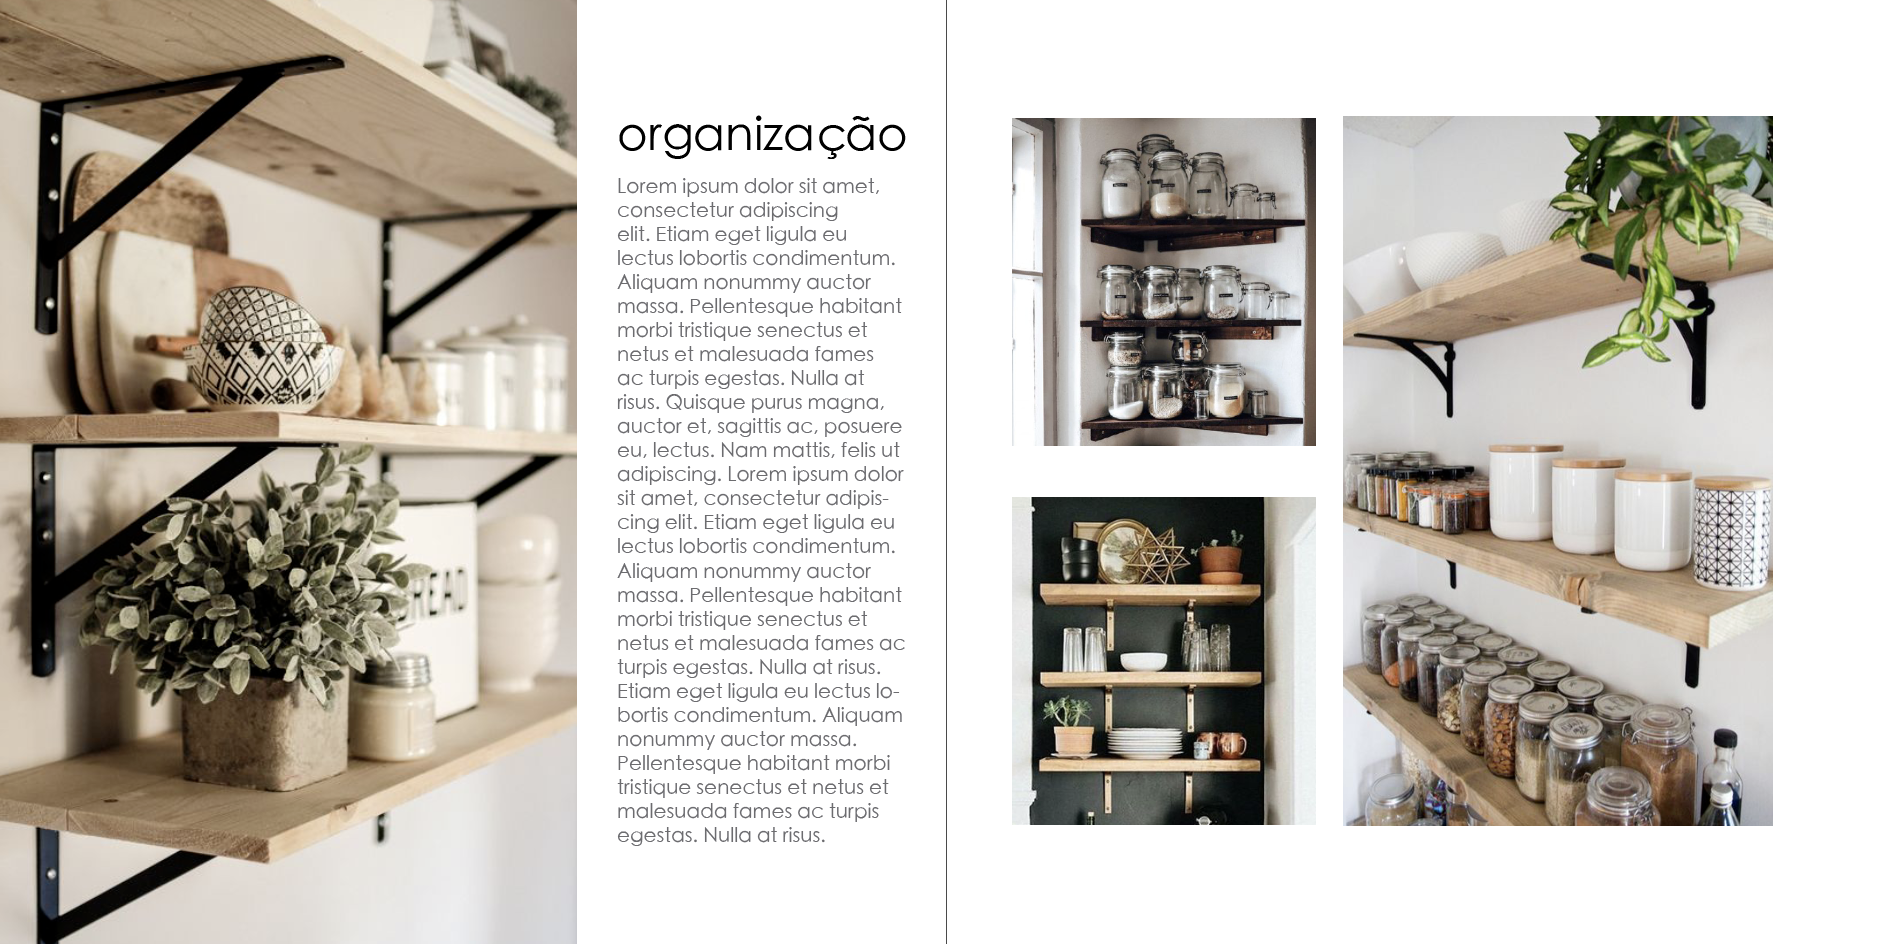 organização
Lorem ipsum dolor sit amet,
consectetur adipiscing
elit. Etiam eget ligula eu
lectus lobortis condimentum.
Aliquam nonummy auctor
massa. Pellentesque habitant
morbi tristique senectus et
netus et malesuada fames
ac turpis egestas. Nulla at
risus. Quisque purus magna,
auctor et, sagittis ac, posuere
eu, lectus. Nam mattis, felis ut
adipiscing. Lorem ipsum dolor
sit amet, consectetur adipis-
cing elit. Etiam eget ligula eu
lectus lobortis condimentum.
Aliquam nonummy auctor
massa. Pellentesque habitant
morbi tristique senectus et
netus et malesuada fames ac
turpis egestas. Nulla at risus.
Etiam eget ligula eu lectus lo-
bortis condimentum. Aliquam
nonummy auctor massa.
Pellentesque habitant morbi
tristique senectus et netus et
malesuada fames ac turpis
egestas. Nulla at risus.